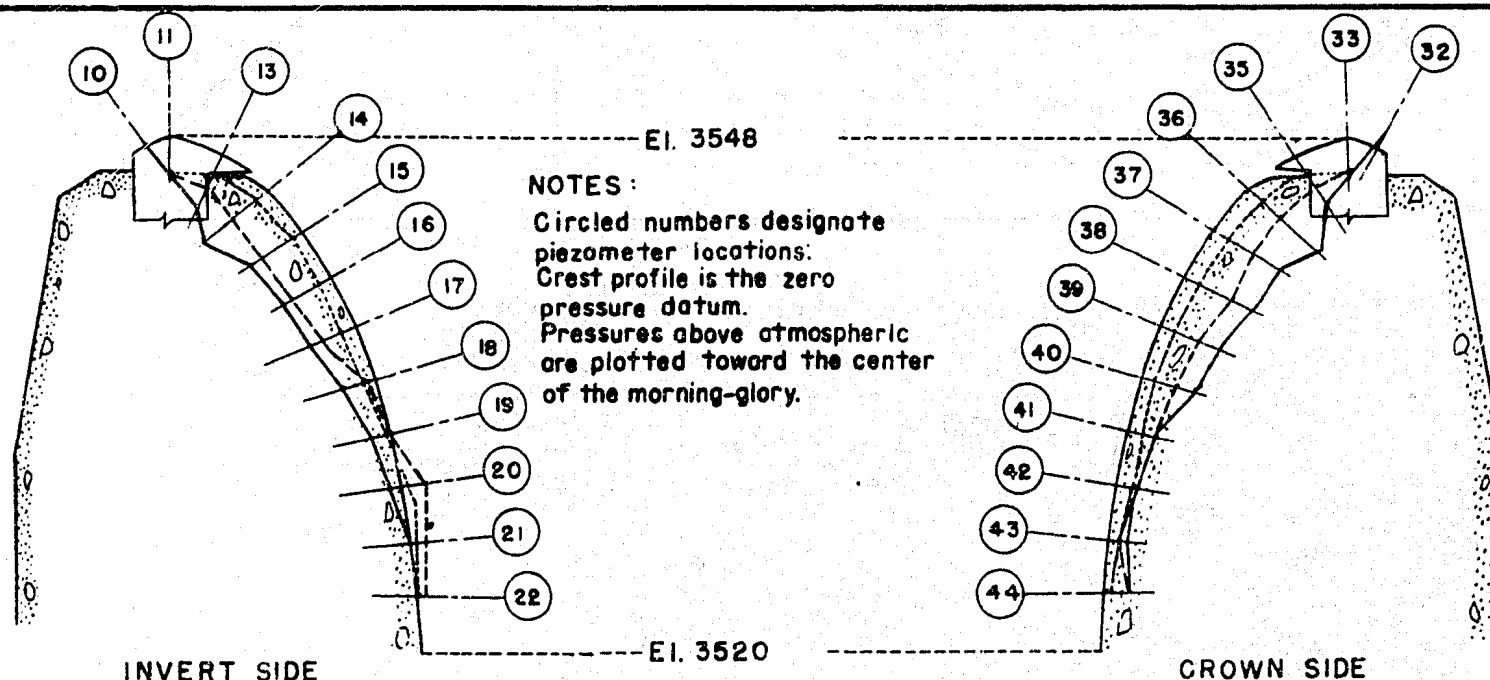 11
33
10
13
35
32
14
36
El. 3548
15
37
NOTES:
16
Circled numbers designate
piezometer locations:
38
Crest profile is the zero
17
39
pressure datum.
Pressures above atmospheric
18
40
are plotted toward the center
of the morning-glory.
19
41
20
42
21
43
22
44
El. 3520
INVERT SIDE
CROWN SIDE